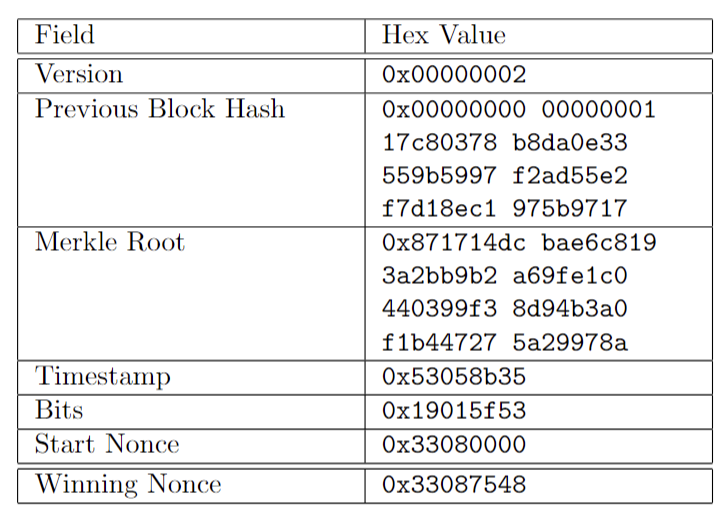 Field Hex Value
Version 0x00000002
Previous Block Hash 0x00000000 00000001
17c80378 b8da0e33
559b5997 f2ad55e2
f7d18ec1 975b9717
Merkle Root 0x871714dc bae6c819
3a2bb9b2 a69fe1c0
440399f3 8d94b3a0
f1b44727 5a29978a
Timestamp 0x53058b35
Bits 0x19015f53
Start Nonce 0x33080000
Winning Nonce 0x33087548